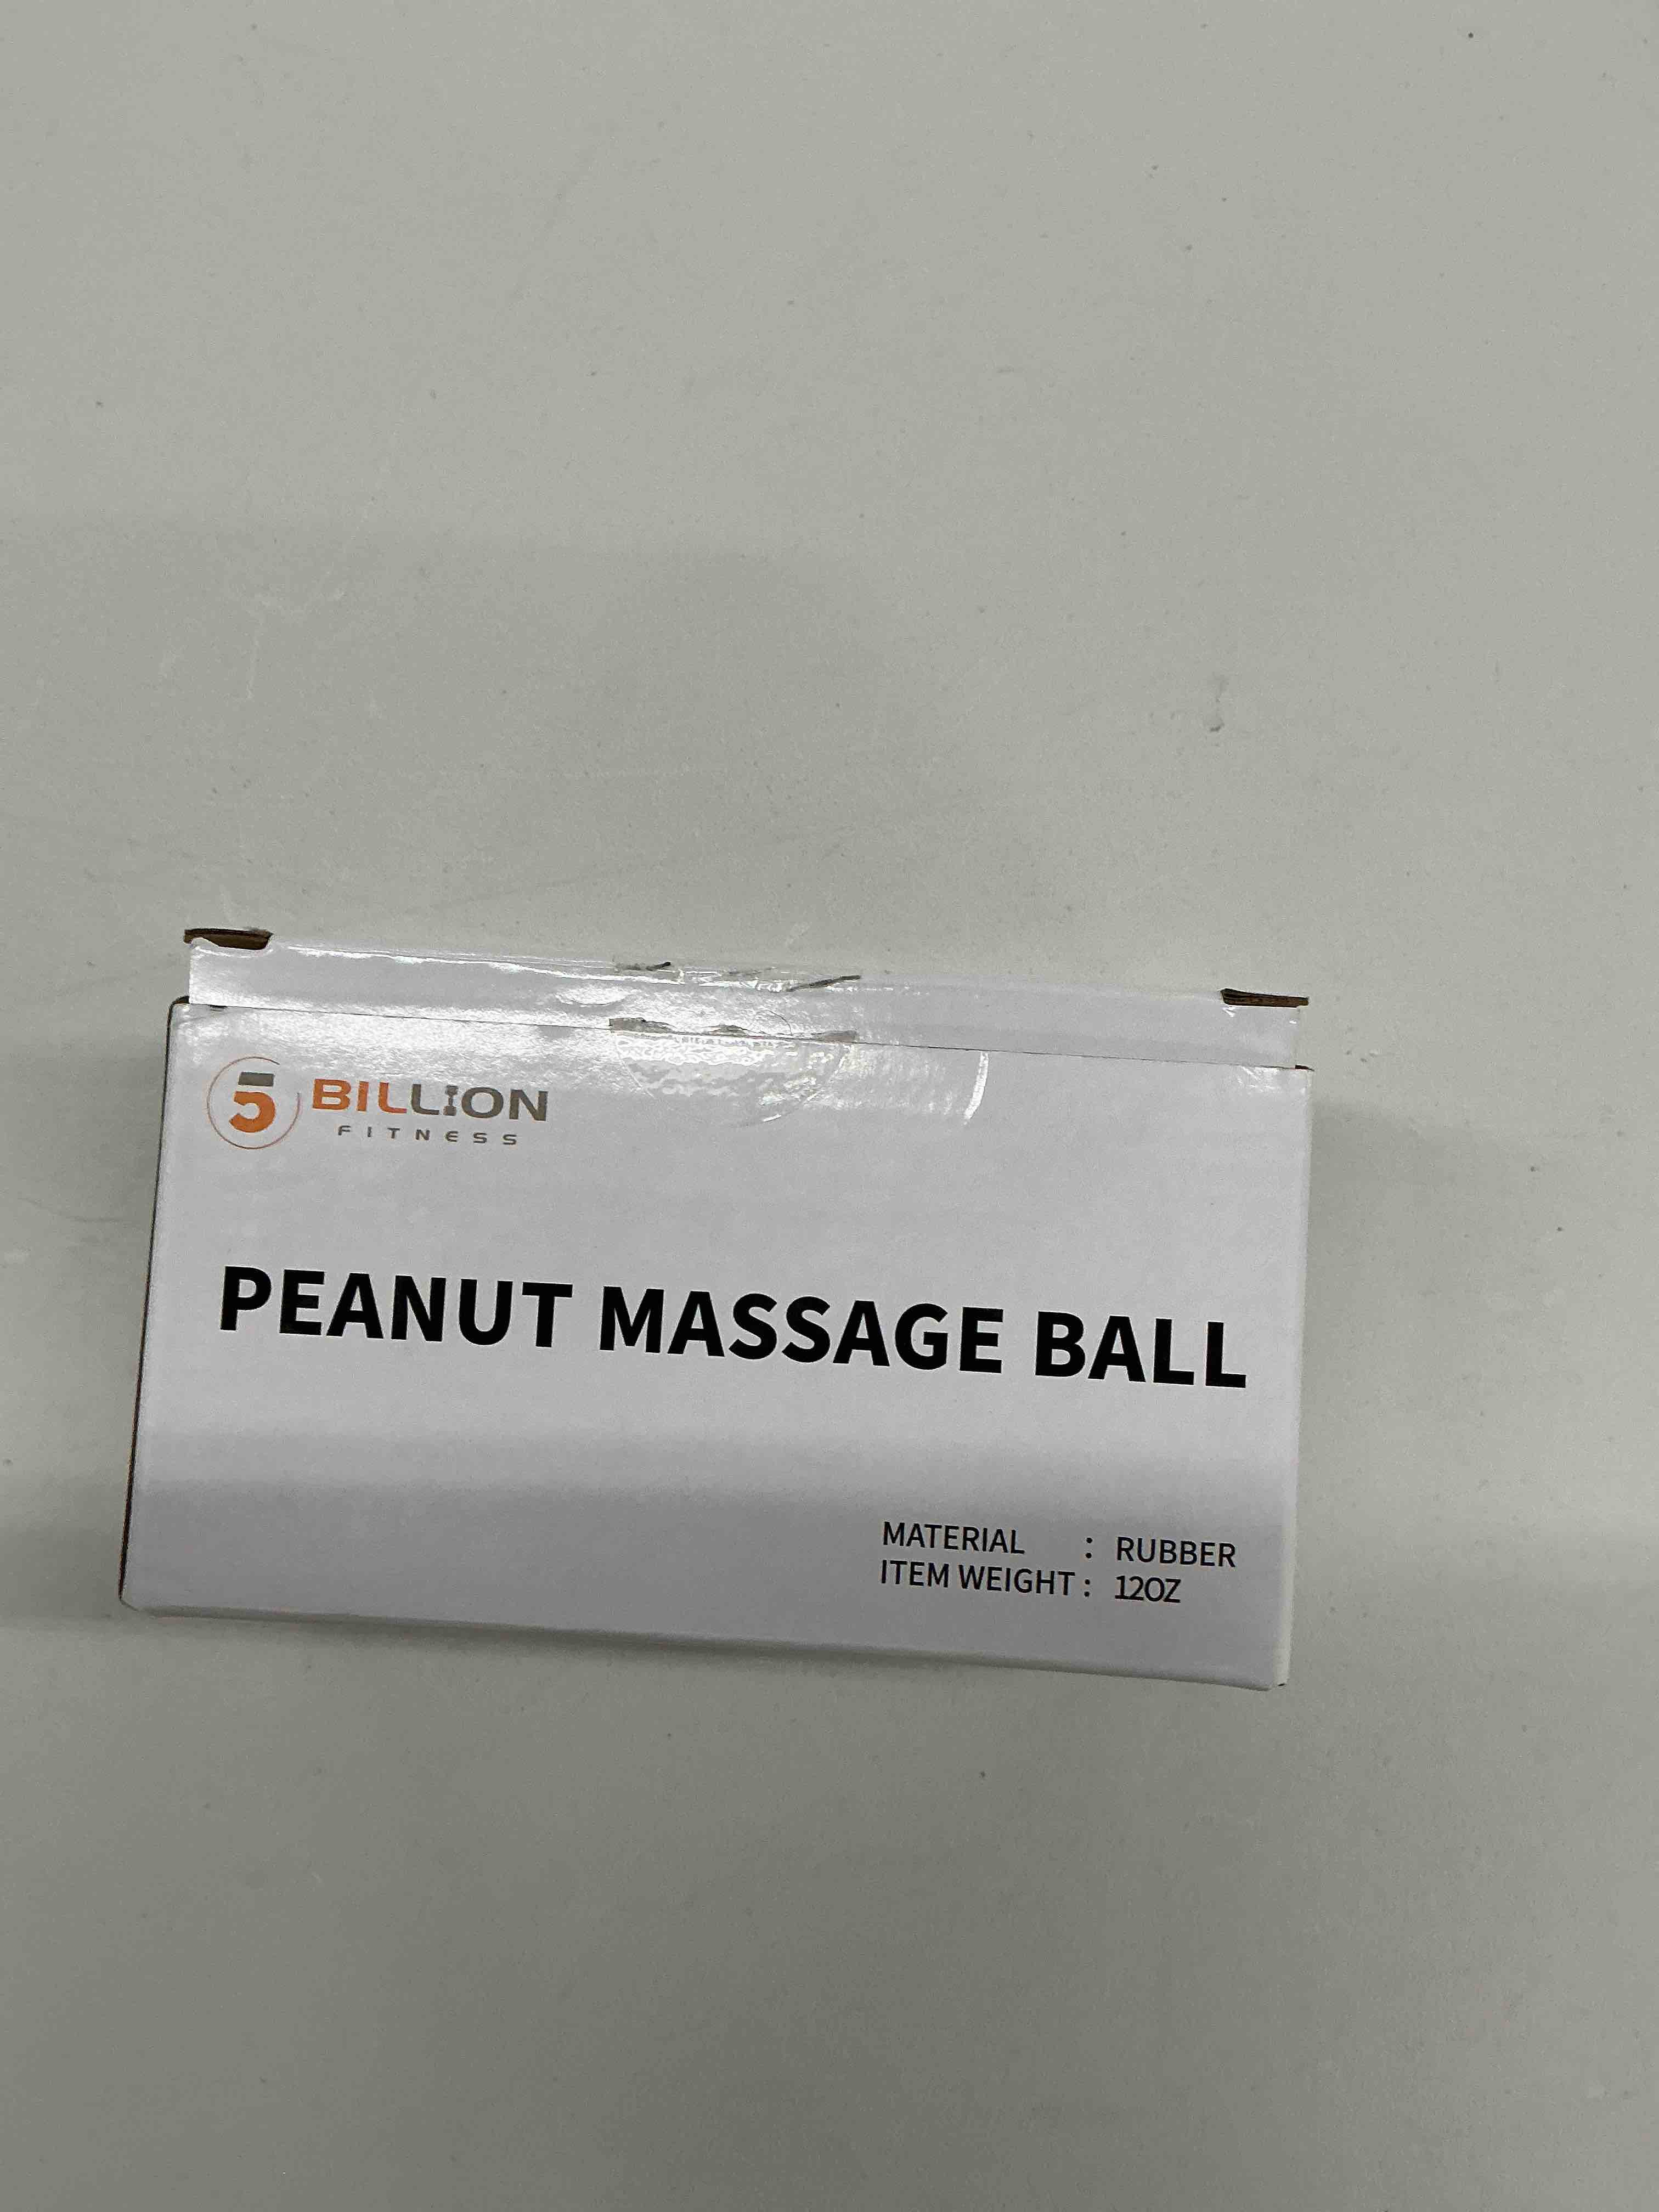 5 BILLION
FITNESS
PEANUT MASSAGE BALL
MATERIAL : RUBBER
ITEM WEIGHT : 12OZ